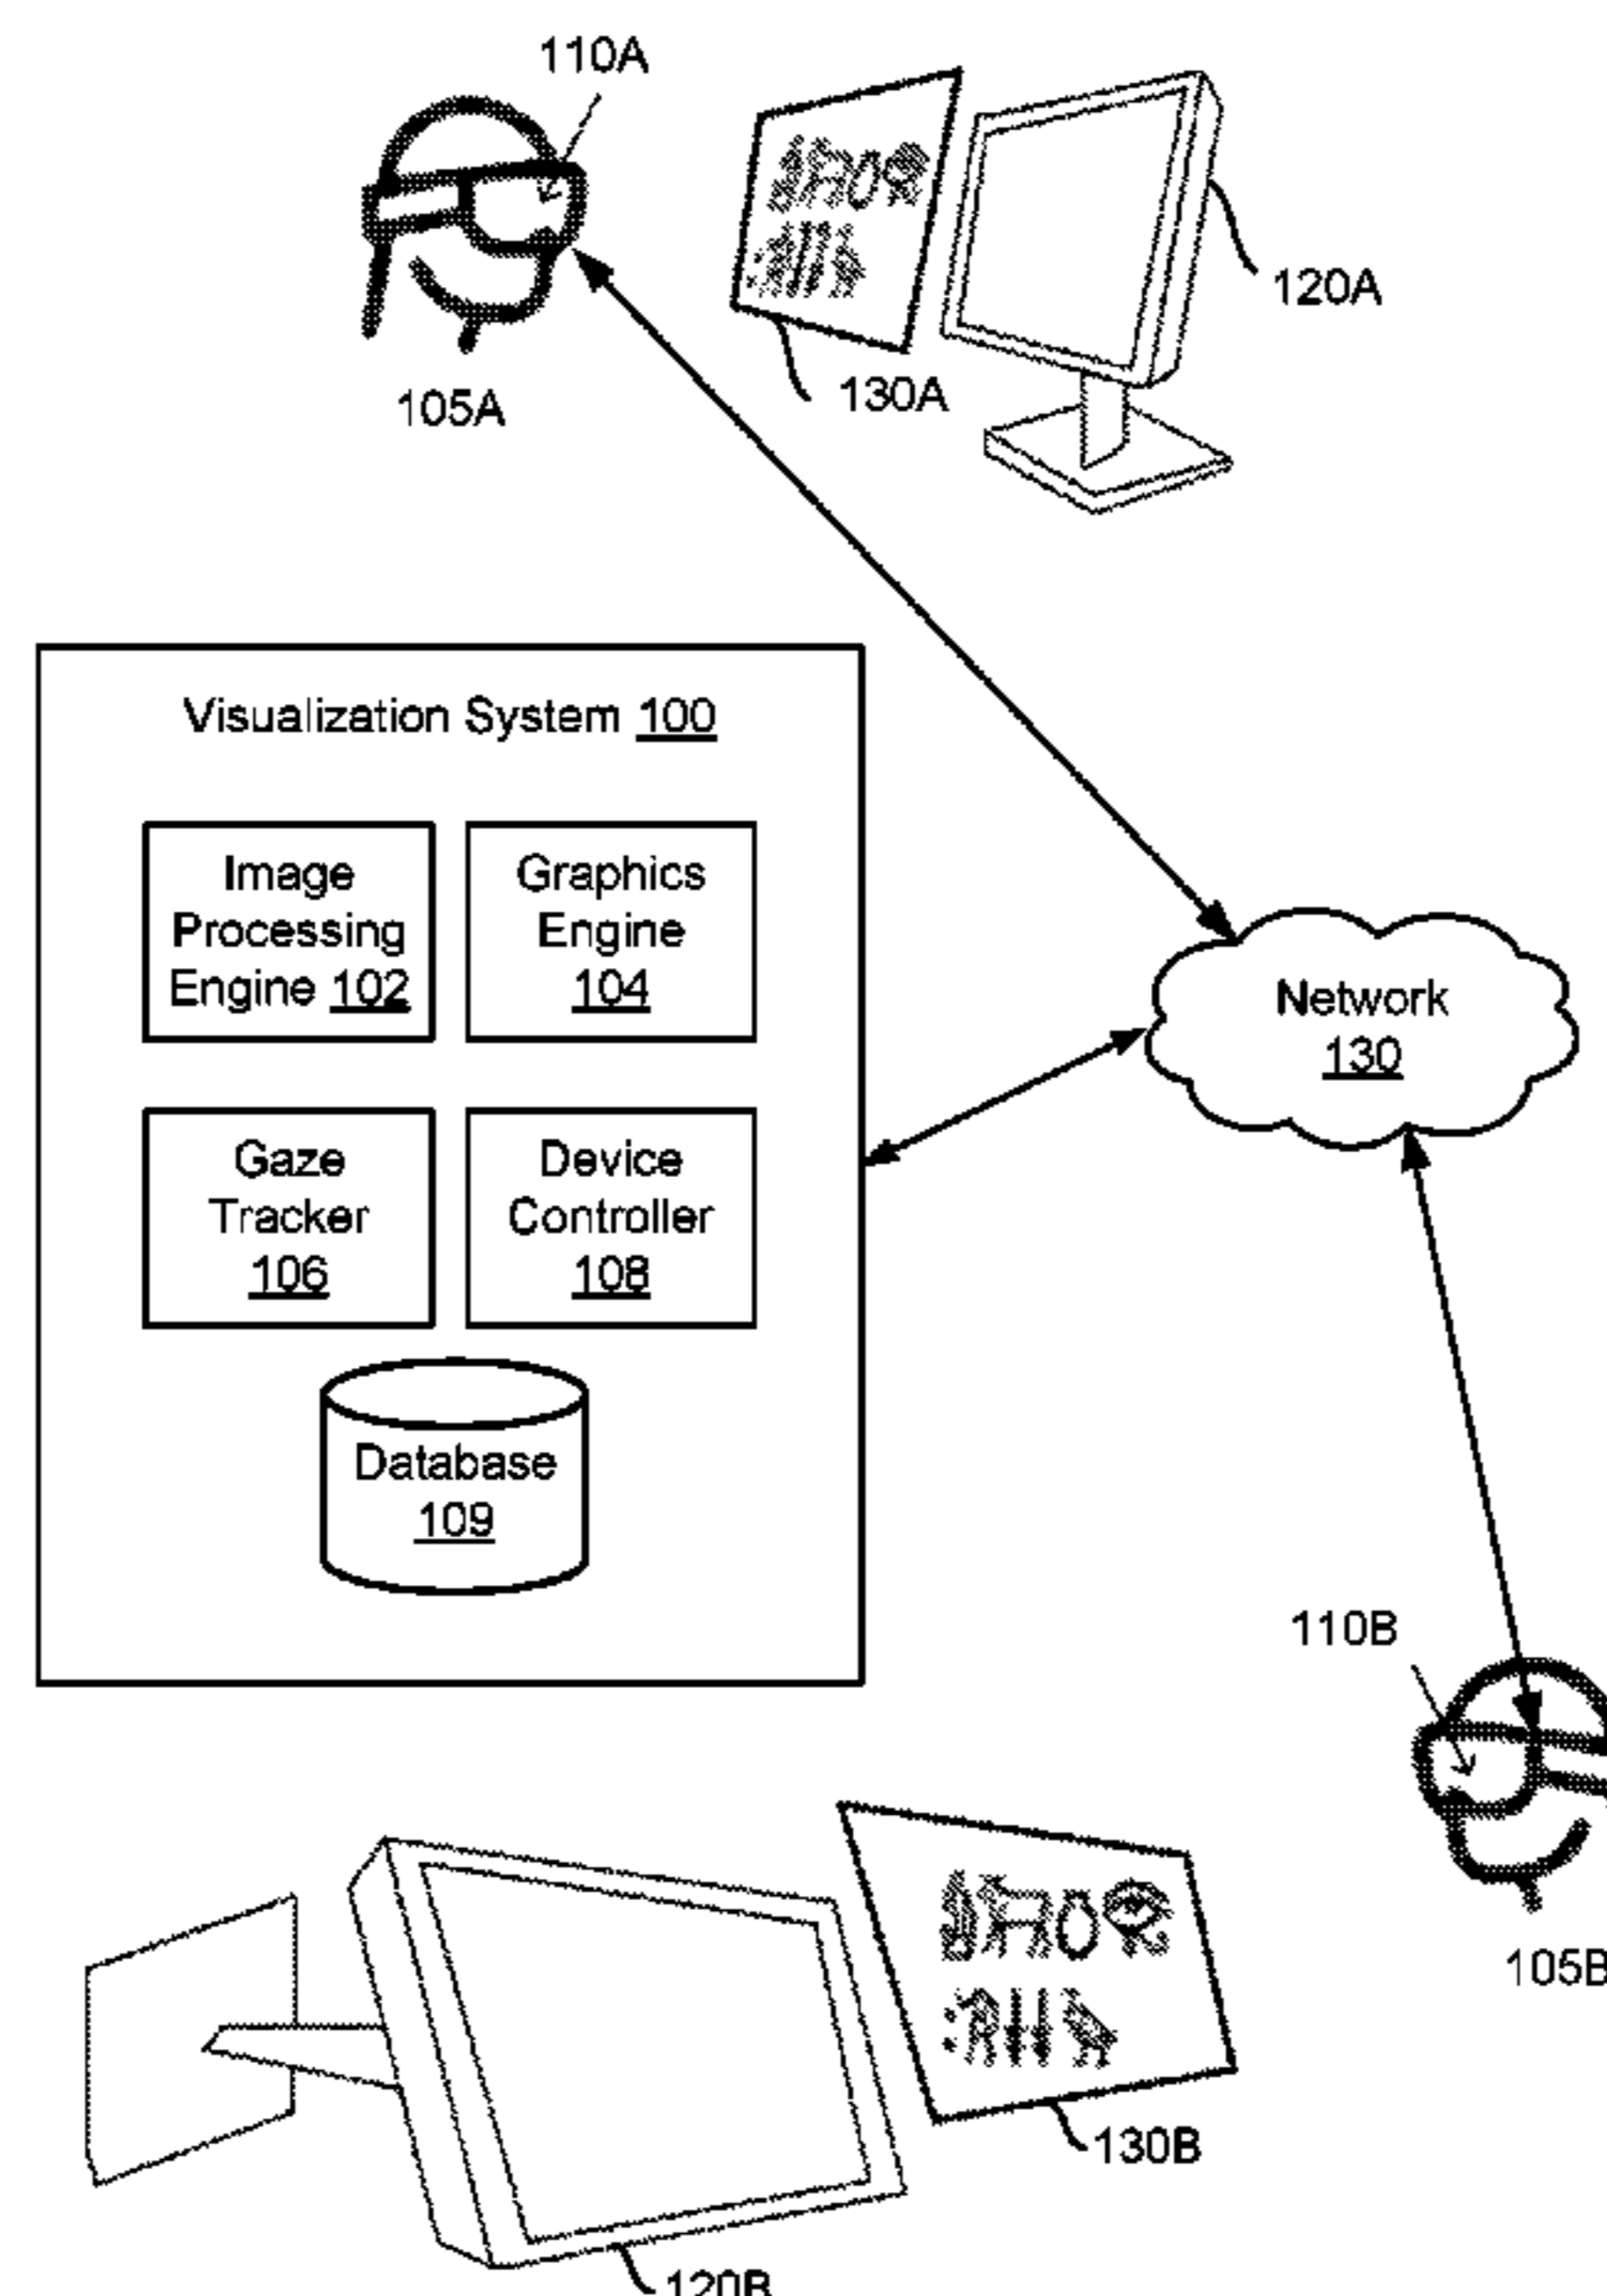 110A
120A
130A
105A
Visualization System 100
Image
Processing
Engine 102
Graphics
Engine
104
Network
130
Gaze
Tracker
106
Device
Controller
108
Database
109
110B
105B
130B
120B